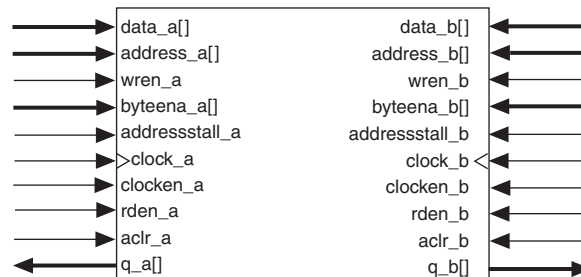 data_a[] data_b[]
address_a[] address_b[]
wren_a wren_b
byteena_a[] byteena_b[]
addressstall_a addressstall_b
clock_a clock_b
clocken_a clocken_b
rden_a rden_b
aclr_a aclr_b
q_a[] q_b[]